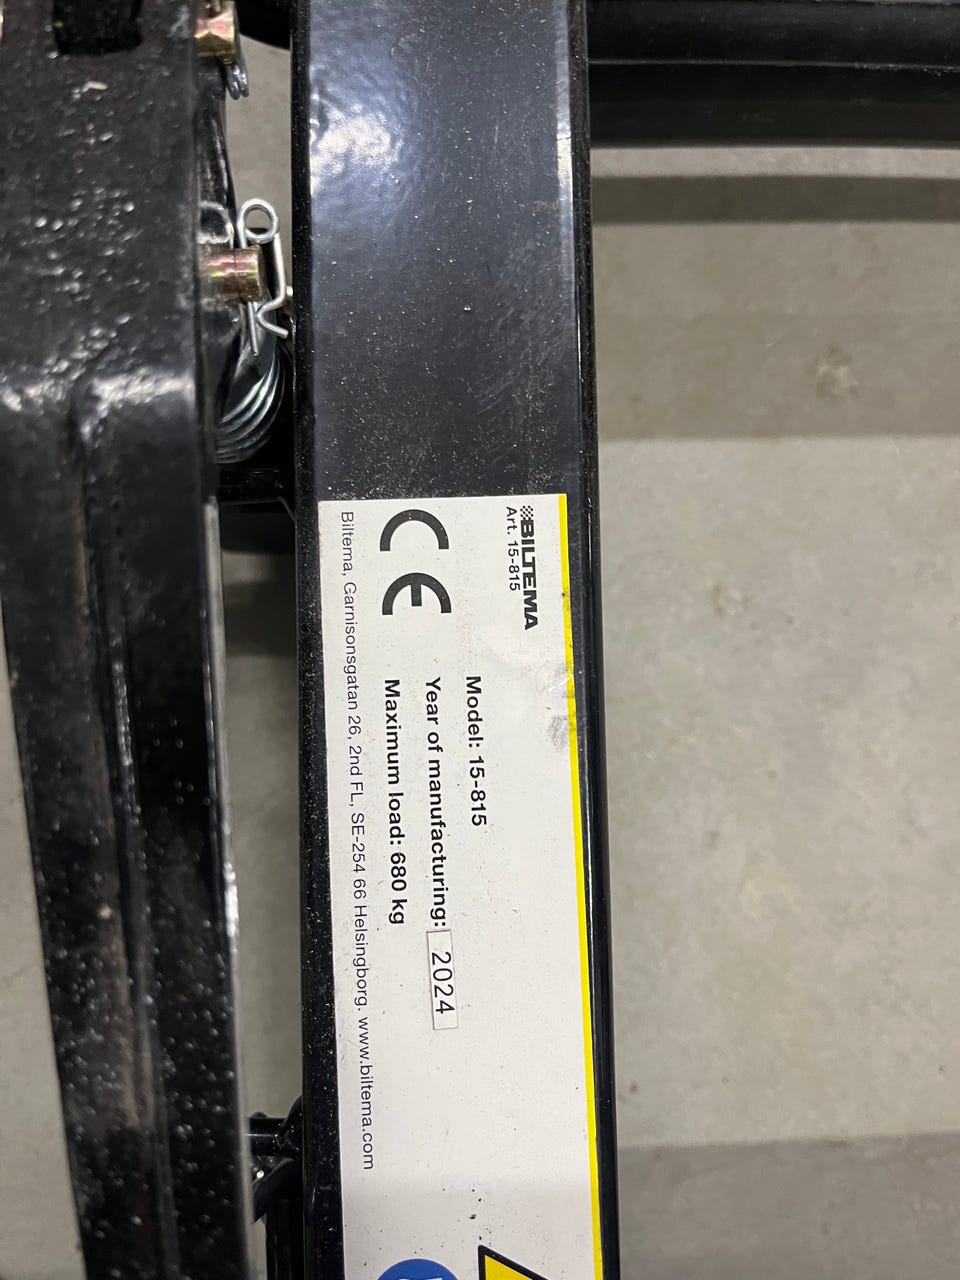 BILTEMA
Art. 15-815
Model: 15-815
Year of manufacturing: 2024
Maximum load: 680 kg
CE
Biltema, Garnisonsgatan 26, 2nd FL, SE-254 66 Helsingborg. www.biltema.com